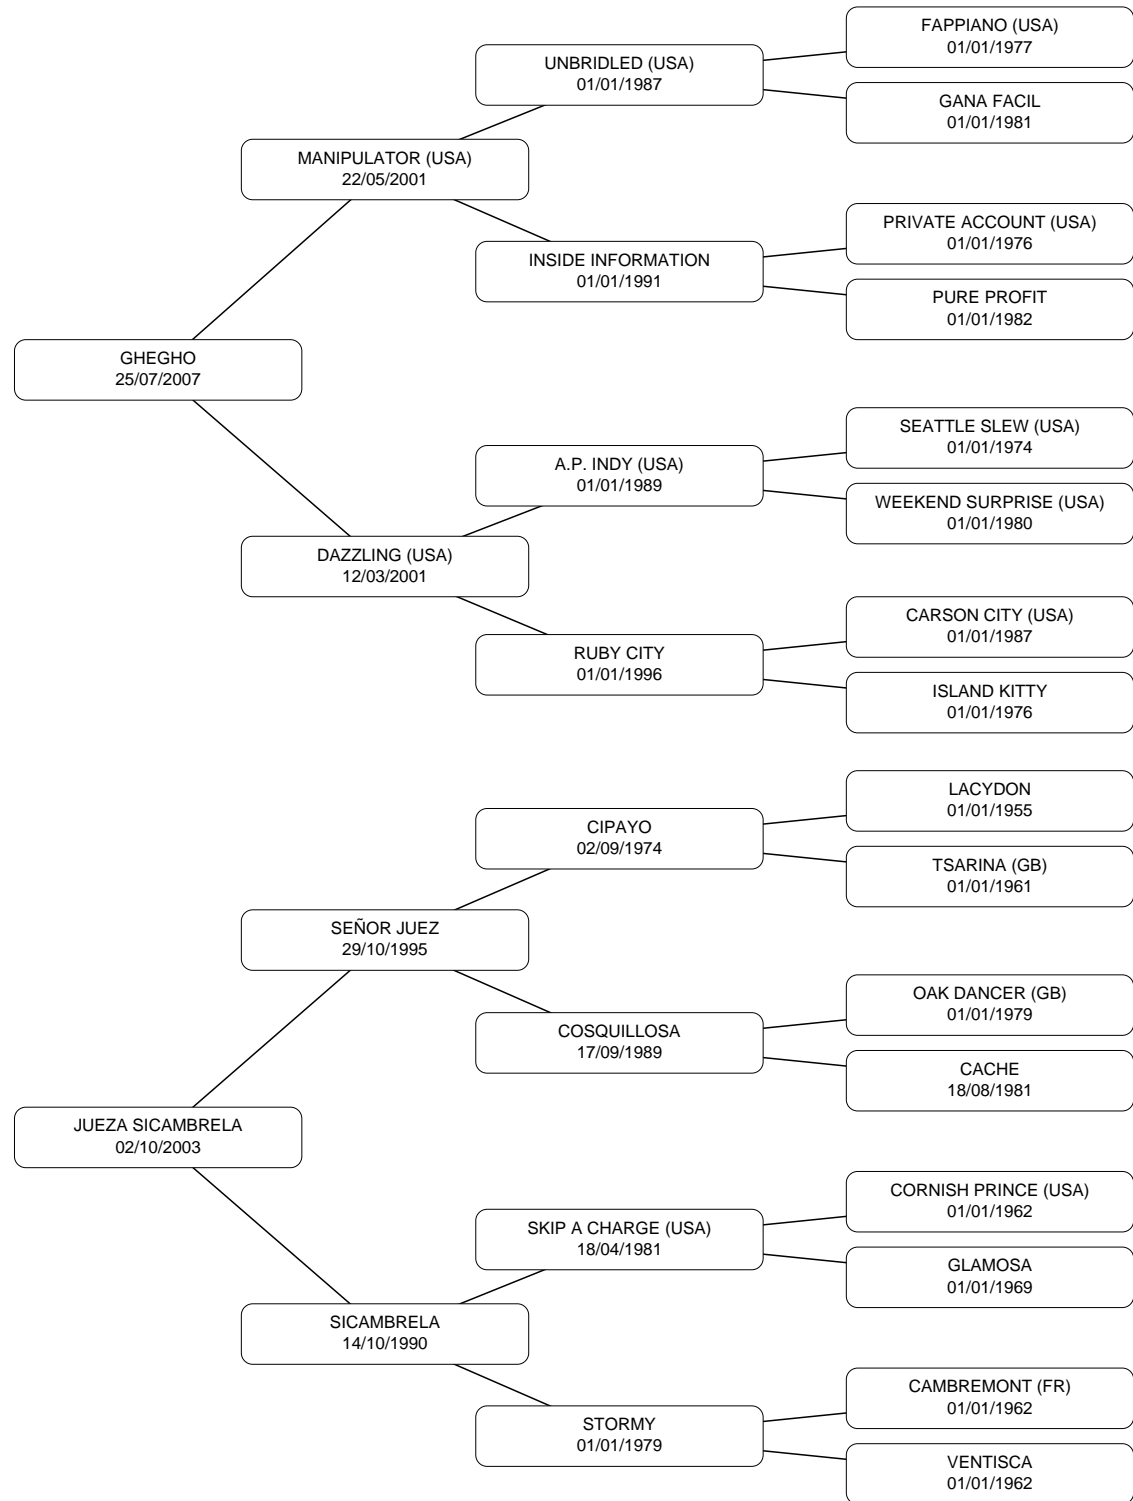 FAPPIANO (USA)
01/01/1977
UNBRIDLED (USA)
01/01/1987
GANA FACIL
01/01/1981
MANIPULATOR (USA)
22/05/2001
PRIVATE ACCOUNT (USA)
01/01/1976
INSIDE INFORMATION
01/01/1991
PURE PROFIT
01/01/1982
GHEGHO
25/07/2007
SEATTLE SLEW (USA)
01/01/1974
A.P. INDY (USA)
01/01/1989
WEEKEND SURPRISE (USA)
01/01/1980
DAZZLING (USA)
12/03/2001
CARSON CITY (USA)
01/01/1987
RUBY CITY
01/01/1996
ISLAND KITTY
01/01/1976
LACYDON
01/01/1955
CIPAYO
02/09/1974
TSARINA (GB)
01/01/1961
SEÑOR JUEZ
29/10/1995
OAK DANCER (GB)
01/01/1979
COSQUILLOSA
17/09/1989
CACHE
18/08/1981
JUEZA SICAMBRELA
02/10/2003
CORNISH PRINCE (USA)
01/01/1962
SKIP A CHARGE (USA)
18/04/1981
GLAMOSA
01/01/1969
SICAMBRELA
14/10/1990
CAMBREMONT (FR)
01/01/1962
STORMY
01/01/1979
VENTISCA
01/01/1962